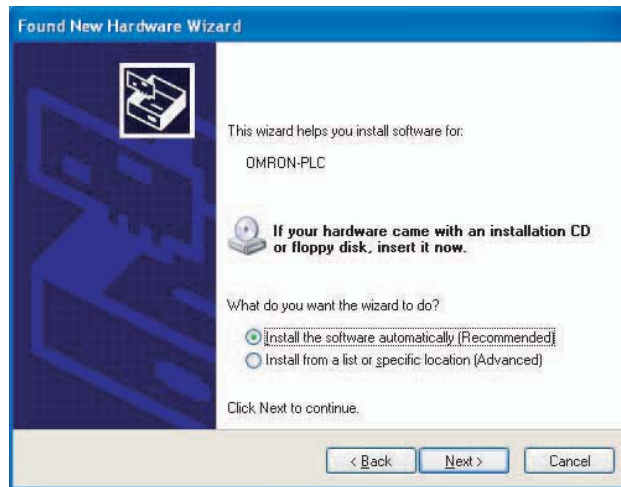 Found New Hardware Wizard
This wizard helps you install software for:
OMRON-PLC
If your hardware came with an installation CD
or floppy disk, insert it now.
What do you want the wizard to do?
Install the software automatically (Recommended)
Install from a list or specific location (Advanced)
Click Next to continue.
< Back Next > Cancel